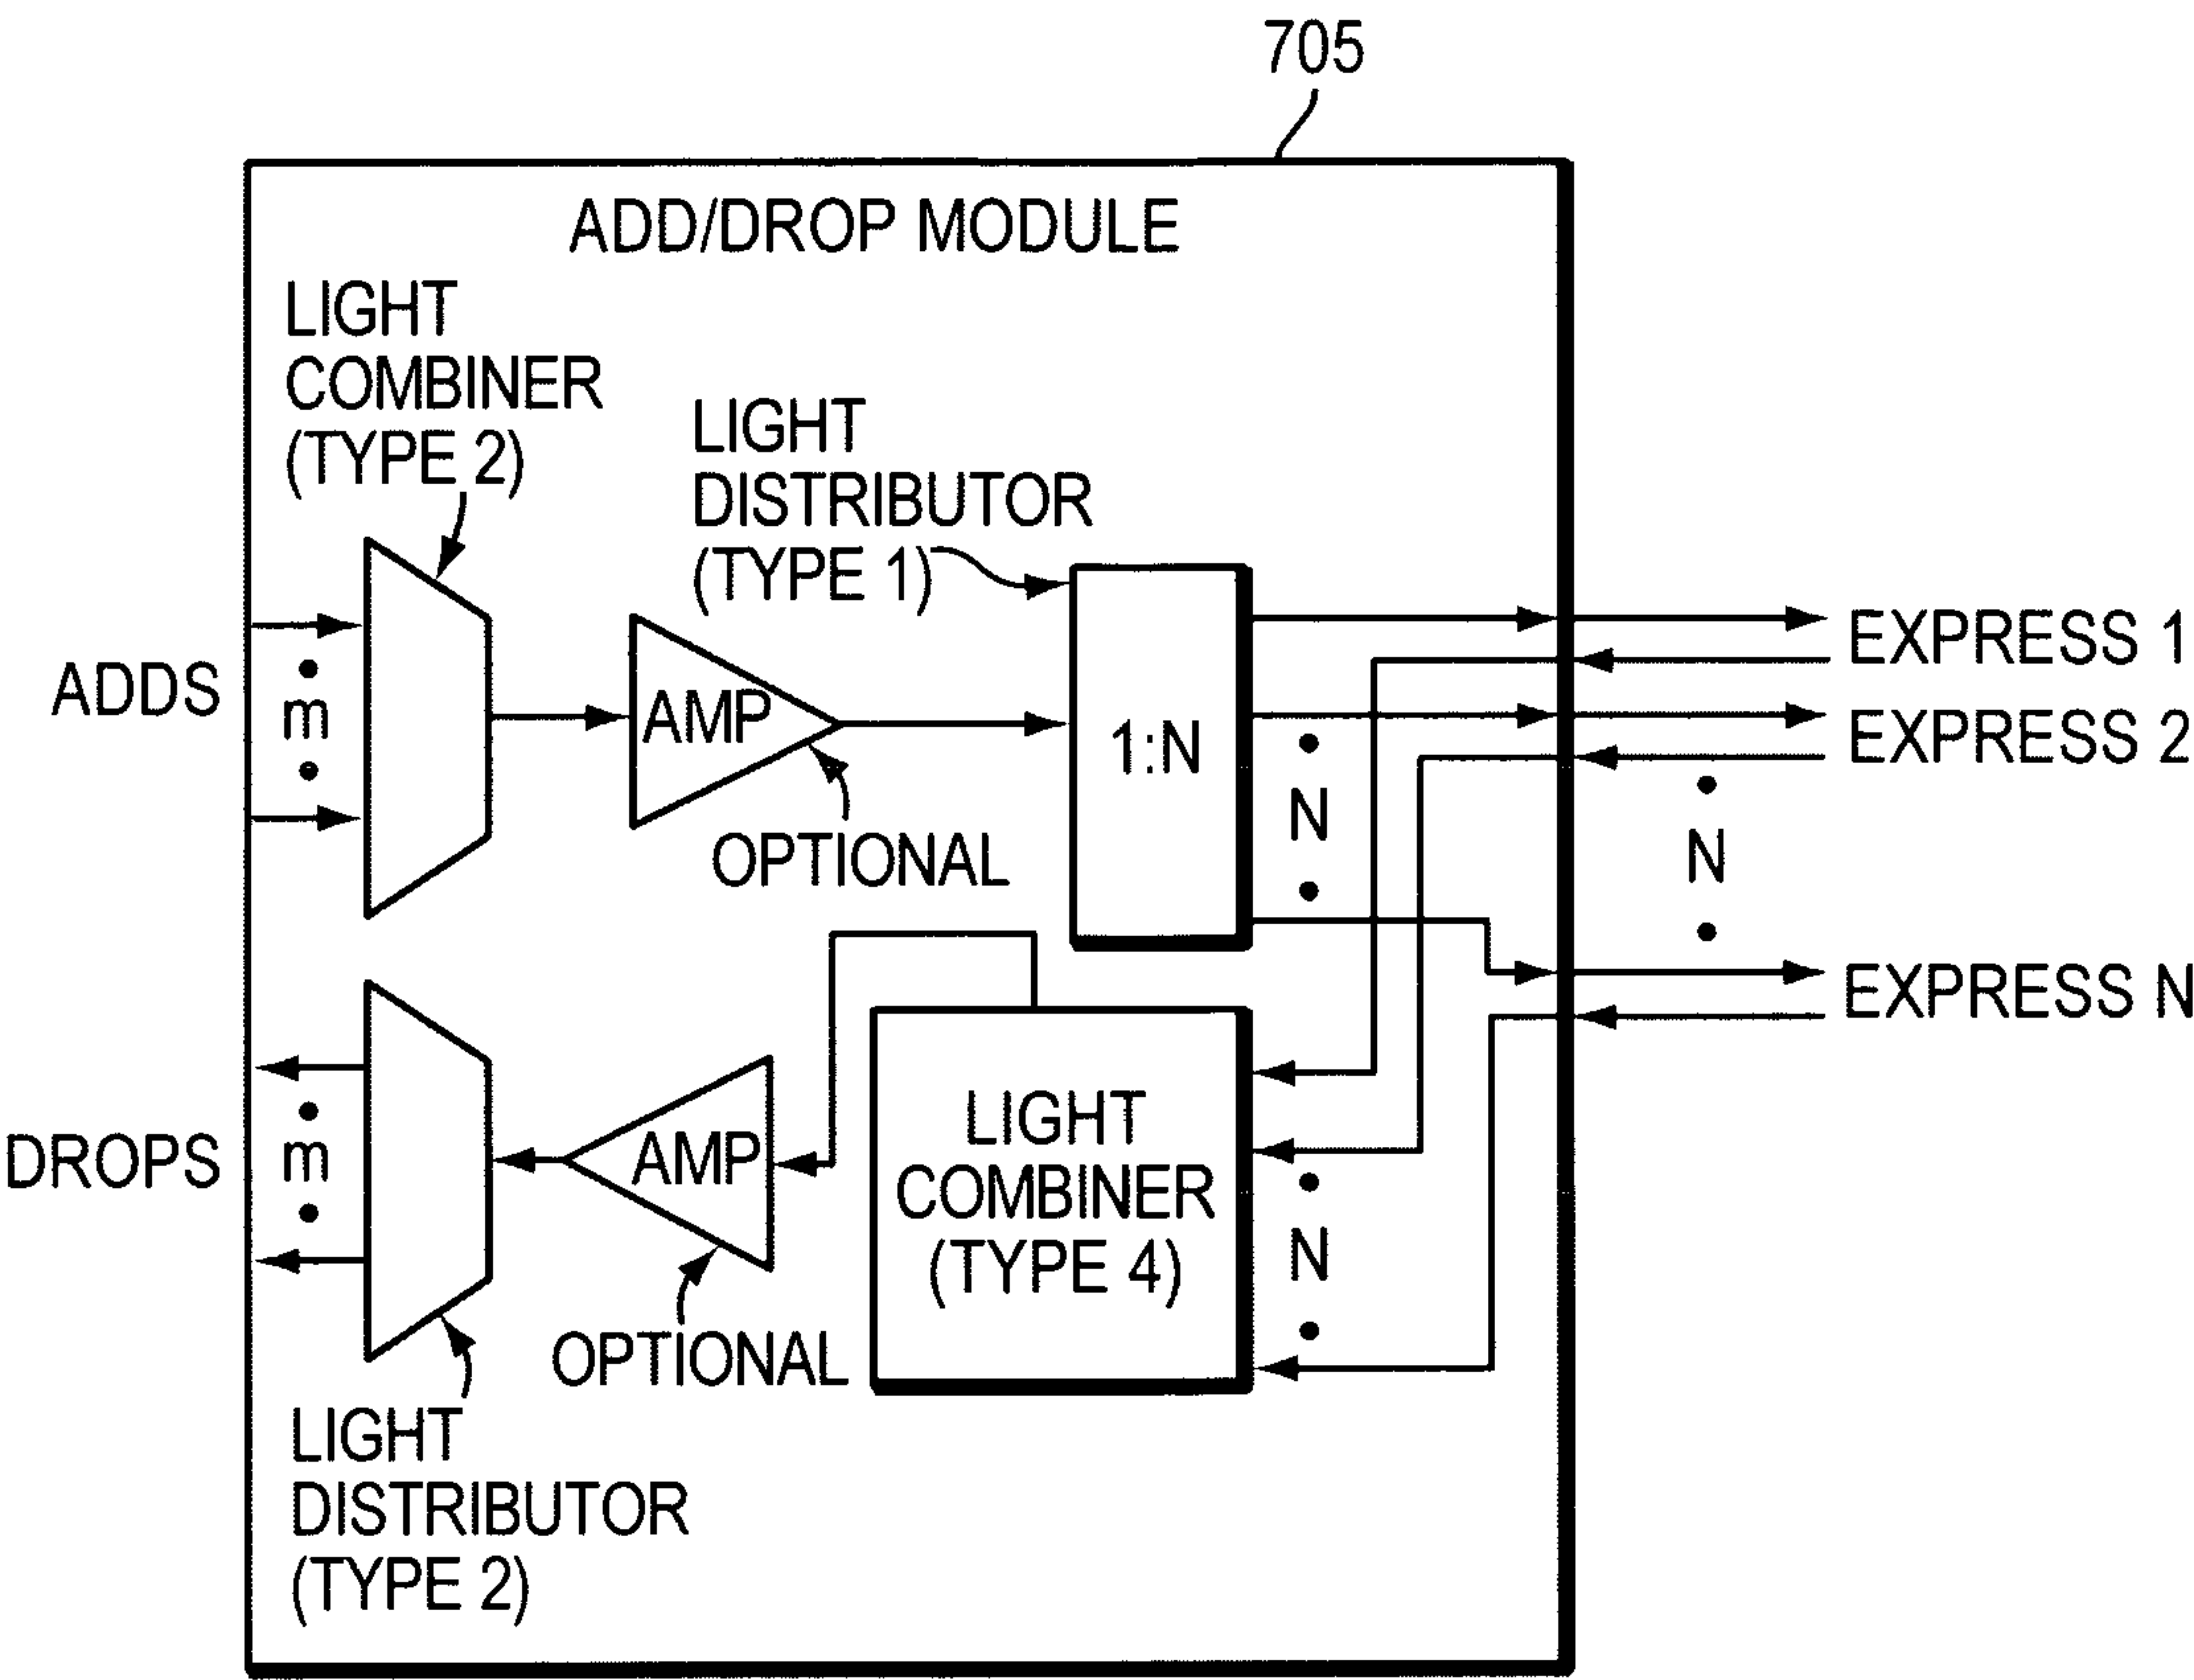 705
ADD/DROP MODULE
LIGHT
COMBINER
(TYPE 2)
LIGHT
DISTRIBUTOR
(TYPE 1)
ADDS
m
AMP
OPTIONAL
1:N
N
EXPRESS 1
EXPRESS 2
N
EXPRESS N
DROPS
m
AMP
OPTIONAL
LIGHT
COMBINER
(TYPE 4)
N
LIGHT
DISTRIBUTOR
(TYPE 2)